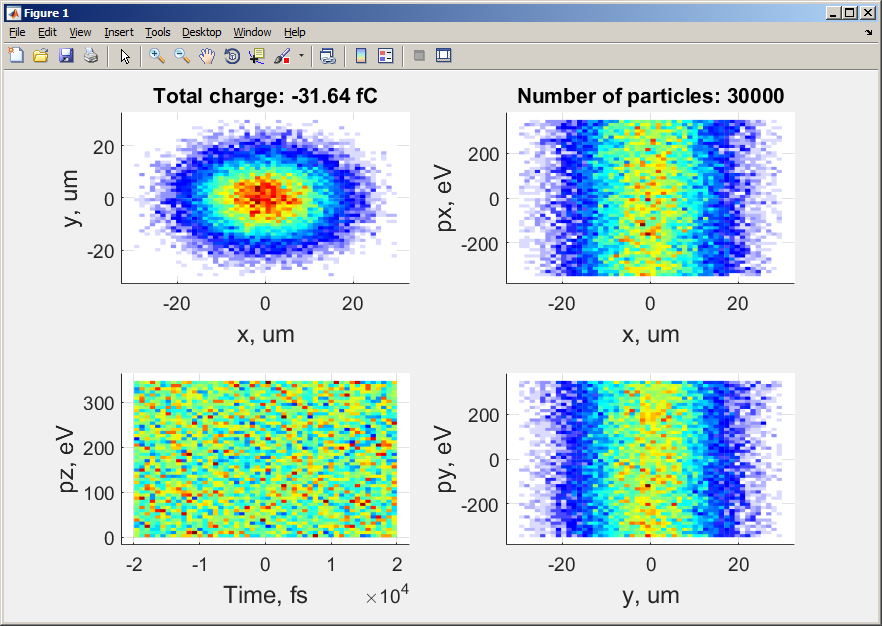 Figure 1
File Edit View Insert Tools Desktop Window Help
Total charge: -31.64 fC
y, um
20
0
-20
-20 0 20
x, um
Number of particles: 30000
px, eV
200
0
-200
-20 0 20
x, um
pz, eV
300
200
100
0
-2 -1 0 1 2
Time, fs ×10^4
py, eV
200
0
-200
-20 0 20
y, um